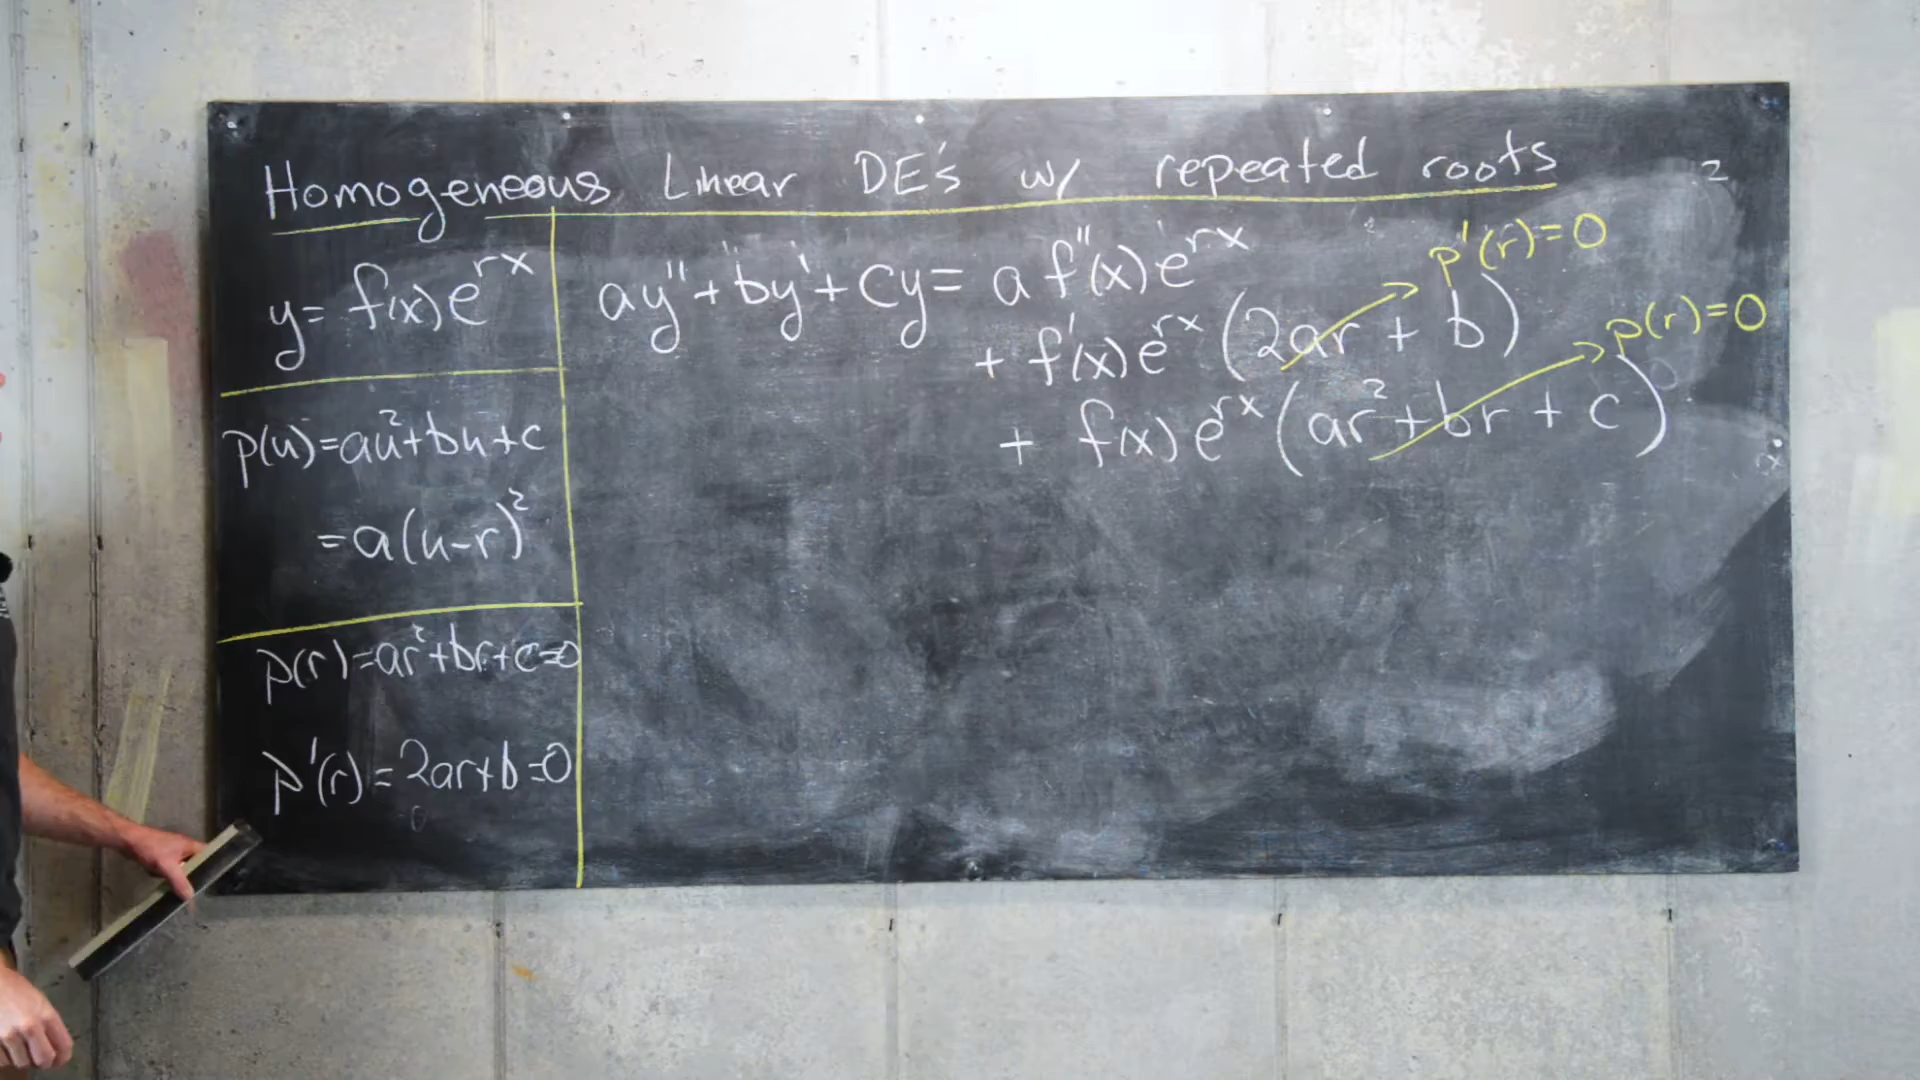 Homogeneous Linear DE's w/ repeated roots
y = f(x)e^{rx}
p(u)=au²+bu+c
=a(u-r)²
p(r)=ar²+br+c=0
p'(r)=2ar+b=0
ay''+by'+cy= a f''(x)e^{rx}
+ f'(x)e^{rx}(2ar + b) p'(r)=0
+ f(x)e^{rx}(ar²+br + c) p(r)=0
2